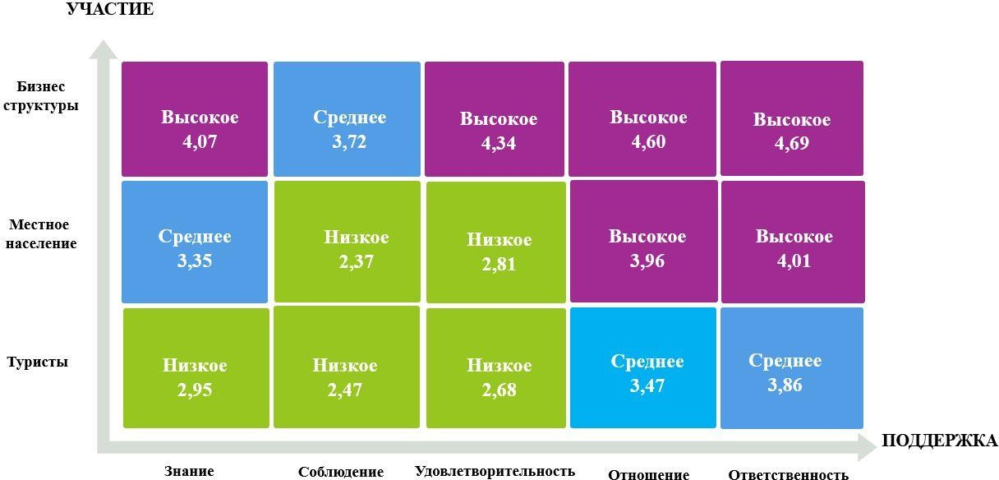 УЧАСТИЕ
Бизнес
структуры
Высокое
4,07
Среднее
3,72
Высокое
4,34
Высокое
4,60
Высокое
4,69
Местное
население
Среднее
3,35
Низкое
2,37
Низкое
2,81
Высокое
3,96
Высокое
4,01
Туристы
Низкое
2,95
Низкое
2,47
Низкое
2,68
Среднее
3,47
Среднее
3,86
ПОДДЕРЖКА
Знание
Соблюдение
Удовлетворительность
Отношение
Ответственность